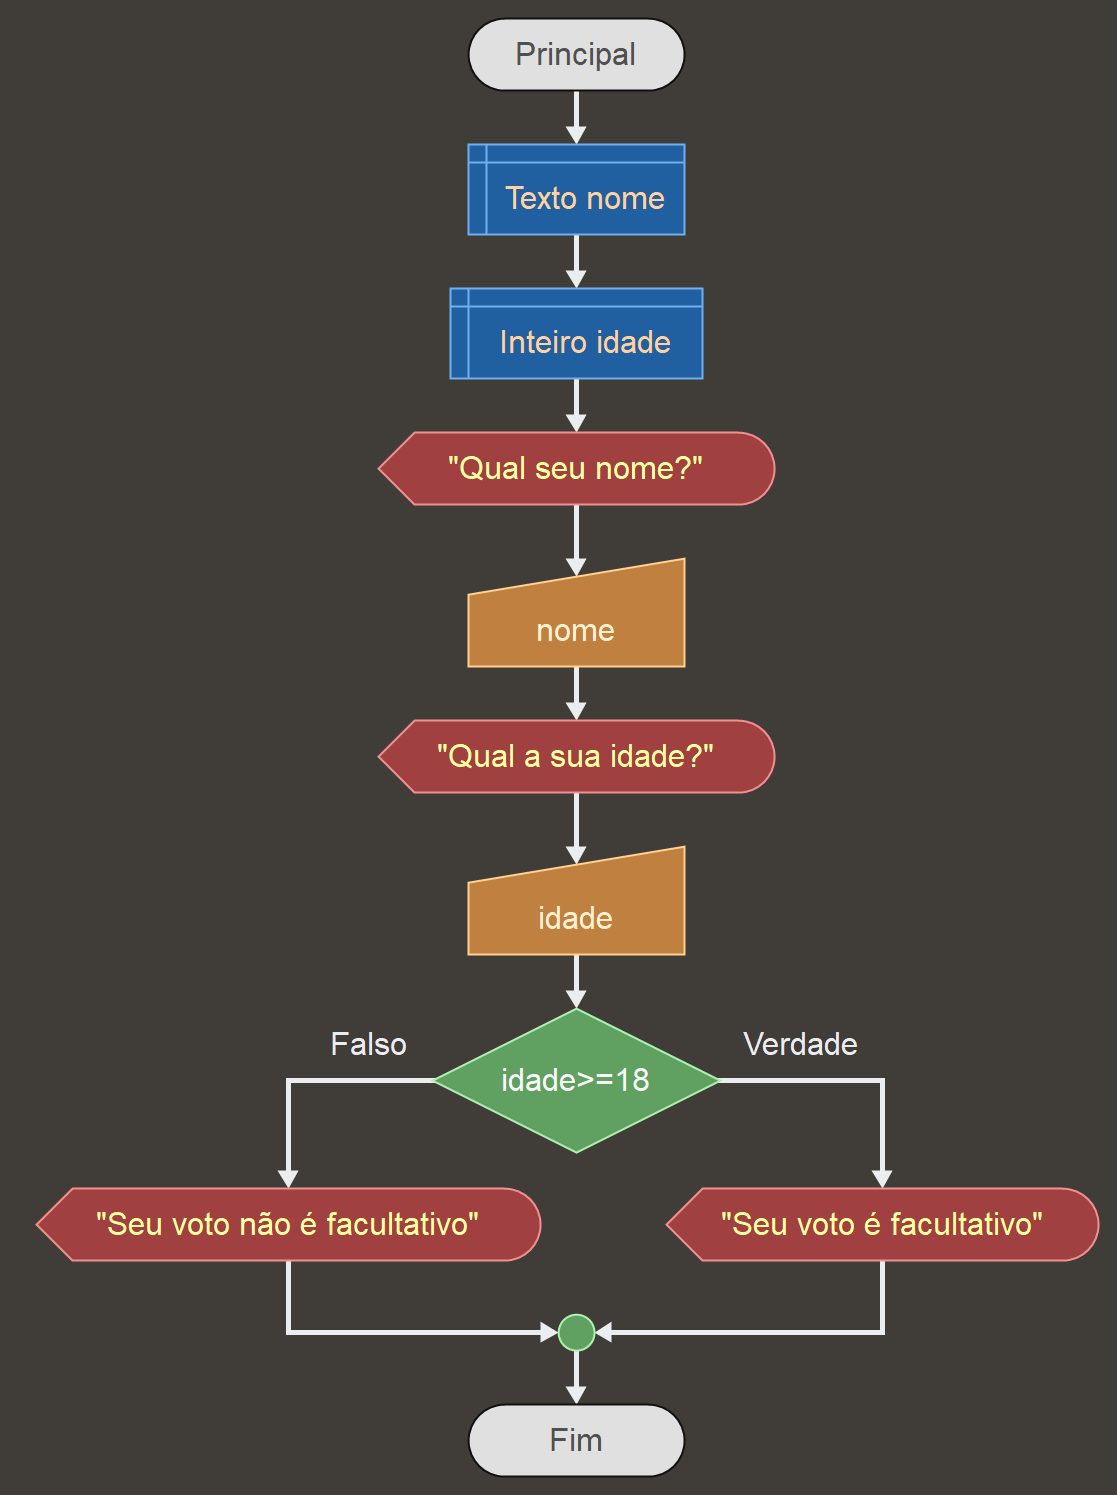 Principal
Texto nome
Inteiro idade
"Qual seu nome?"
nome
"Qual a sua idade?"
idade
Falso
Verdade
idade>=18
"Seu voto não é facultativo"
"Seu voto é facultativo"
Fim